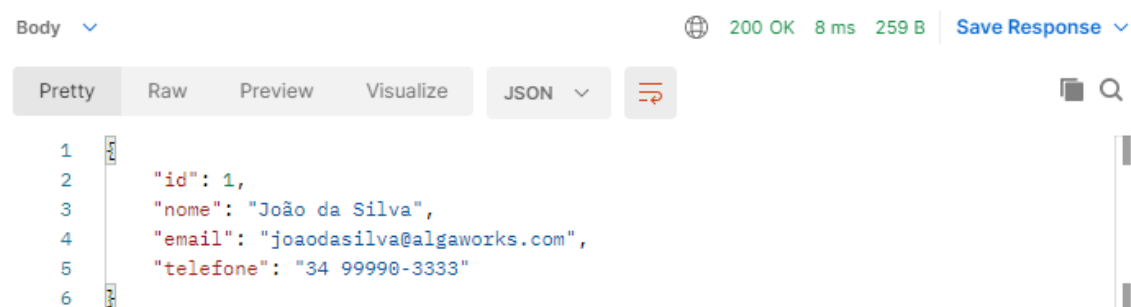 Body 200 OK 8 ms 259 B Save Response
Pretty Raw Preview Visualize JSON
1 {
2 "id": 1,
3 "nome": "João da Silva",
4 "email": "joaodasilva@algaworks.com",
5 "telefone": "34 99990-3333"
6 }